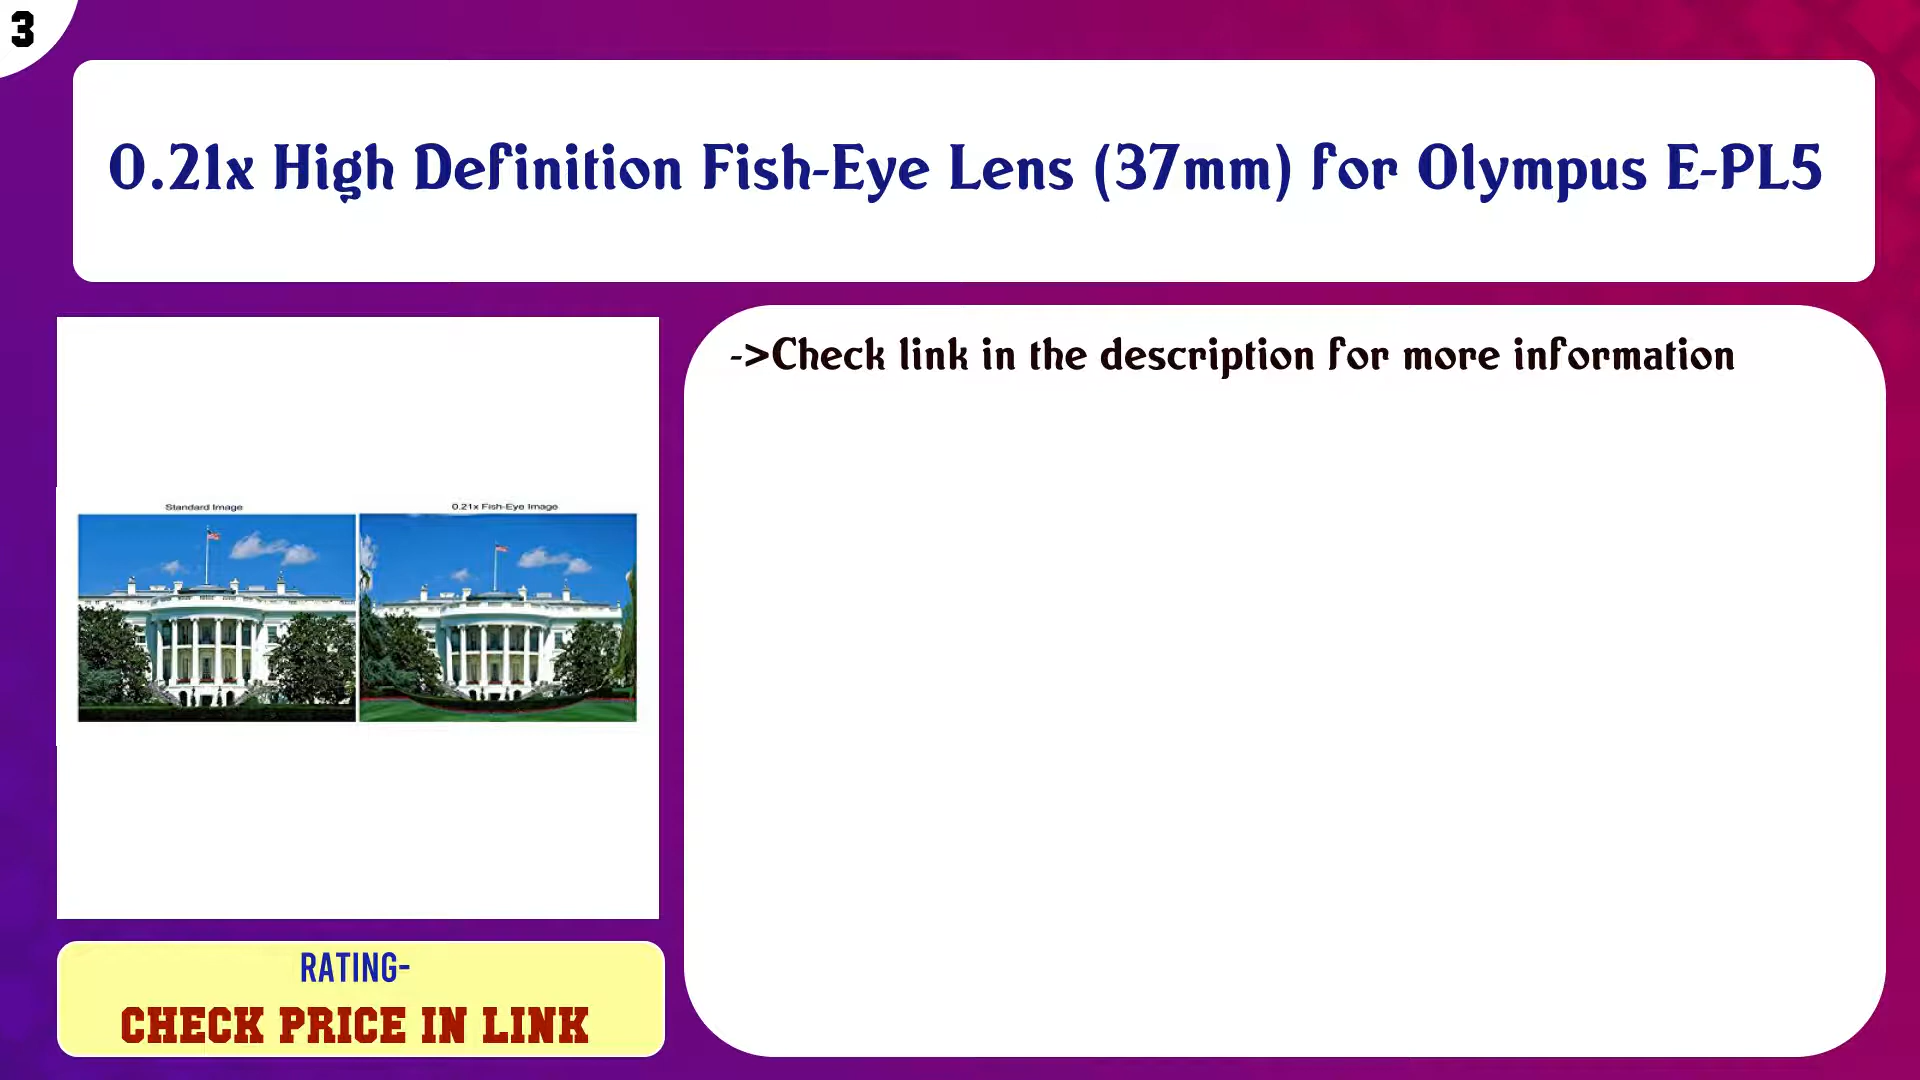 3
0.21x High Definition Fish-Eye Lens (37mm) for Olympus E-PL5
->Check link in the description for more information
Standard Image
0.21x Fish-Eye Image
RATING-
CHECK PRICE IN LINK